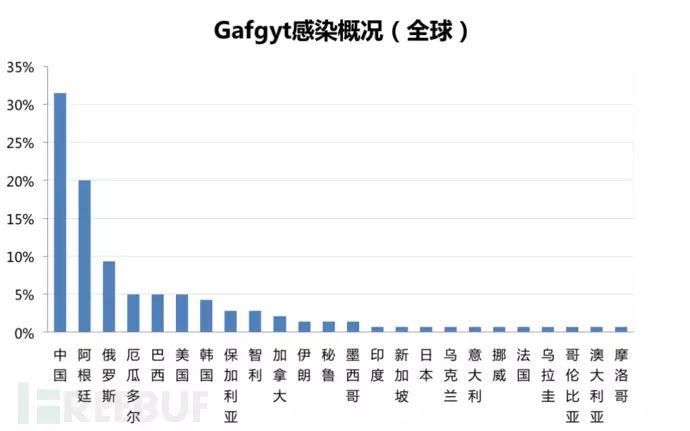 Gafgyt感染概况（全球）
35%
30%
25%
20%
15%
10%
5%
0%
中国
阿根廷
俄罗斯
厄瓜多尔
巴西
美国
韩国
保加利亚
智利
加拿大
伊朗
秘鲁
墨西哥
印度
新加坡
日本
乌克兰
意大利
挪威
法国
乌拉圭
哥伦比亚
澳大利亚
摩洛哥
FREEBUF